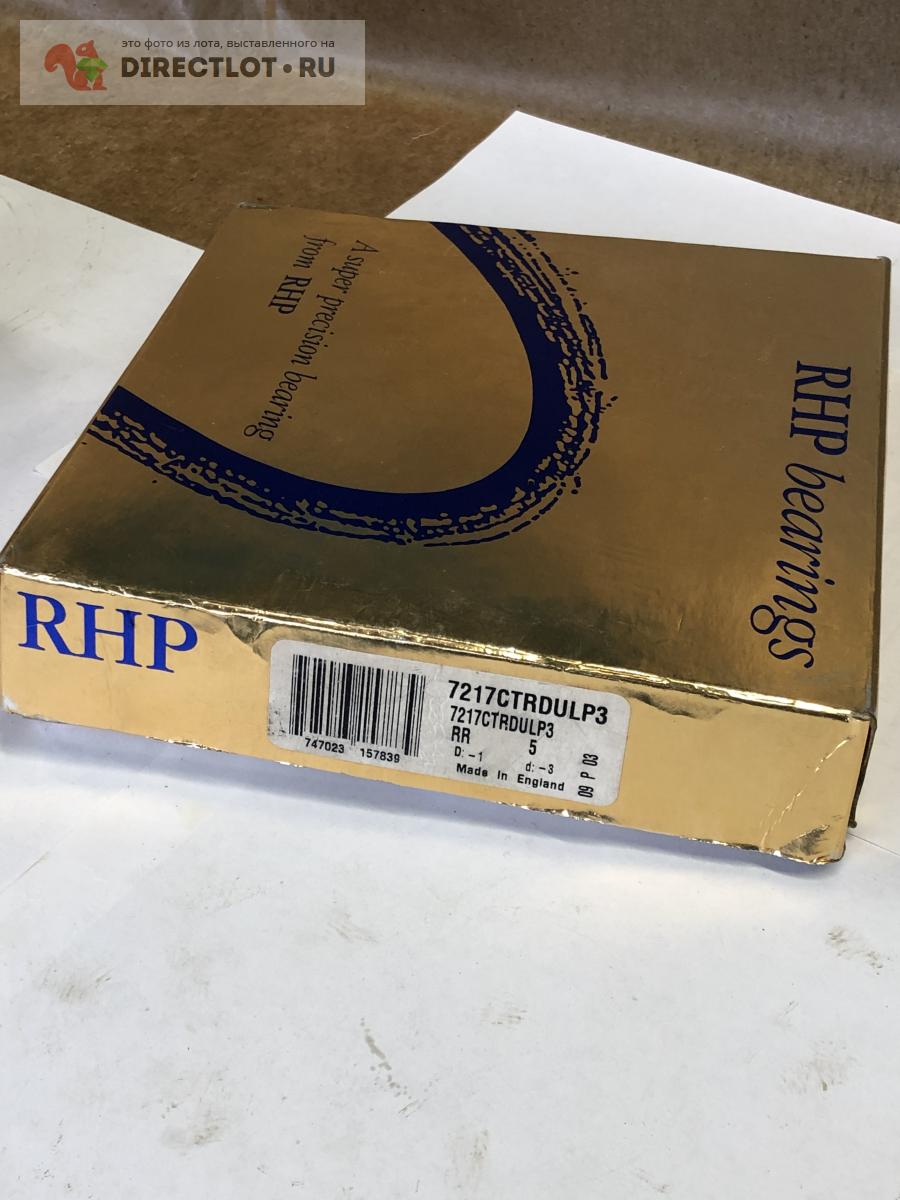 это фото из лота, выставленного на
DIRECTLOT•RU
A super precision bearing
from RHP
RHP bearings
RHP
747023 157839
7217CTRDULP3
7217CTRDULP3
RR 5
D: -1 d: -3
Made in England
09 P 03